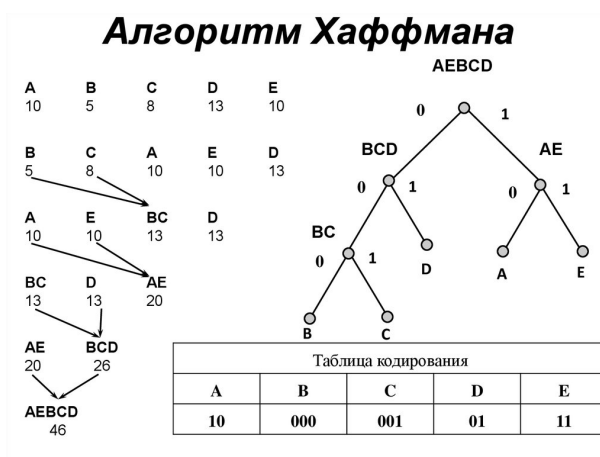 Алгоритм Хаффмана
A B C D E
10 5 8 13 10
B C A E D
5 8 10 10 13
A E BC D
10 10 13 13
BC D AE
13 13 20
AE BCD
20 26
AEBCD
46
AEBCD
0 1
BCD AE
0 1 0 1
BC
0 1 D A E
B C
Таблица кодирования
A B C D E
10 000 001 01 11